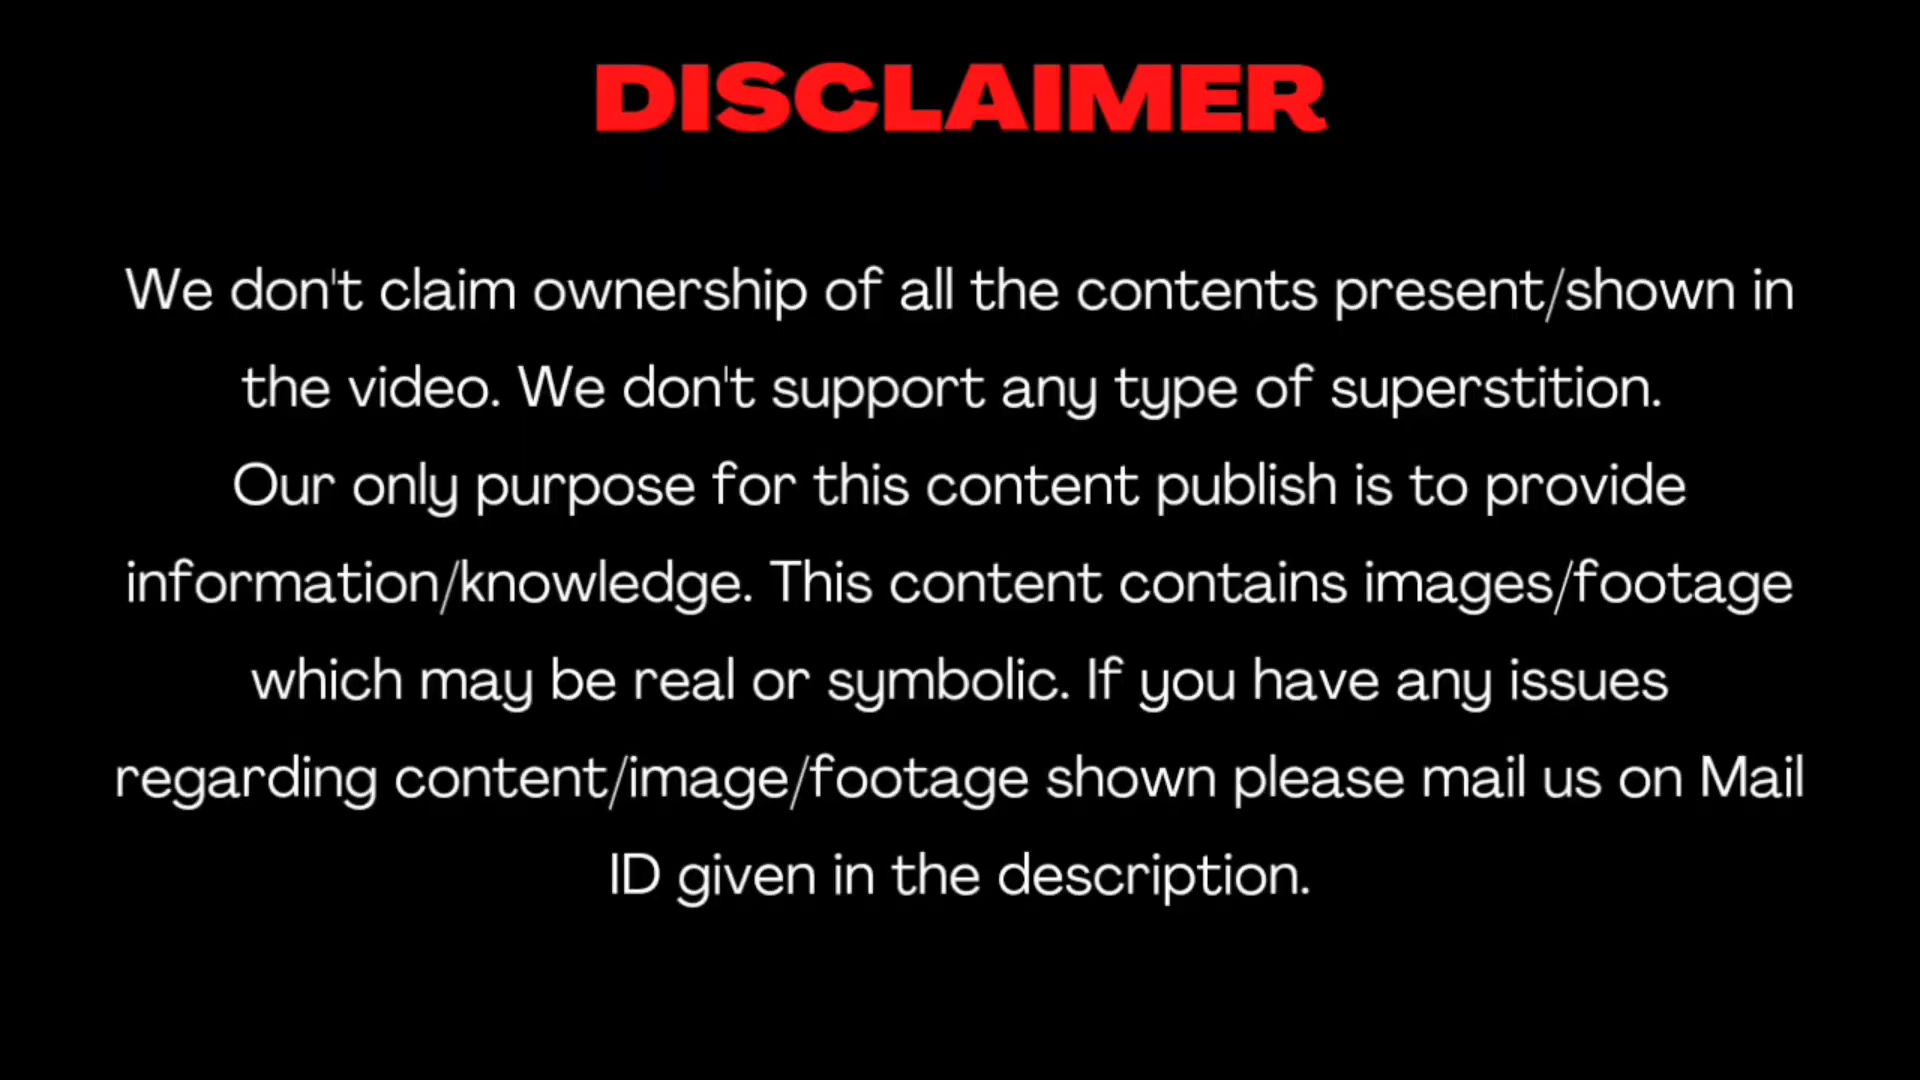 DISCLAIMER
We don't claim ownership of all the contents present/shown in
the video. We don't support any type of superstition.
Our only purpose for this content publish is to provide
information/knowledge. This content contains images/footage
which may be real or symbolic. If you have any issues
regarding content/image/footage shown please mail us on Mail
ID given in the description.